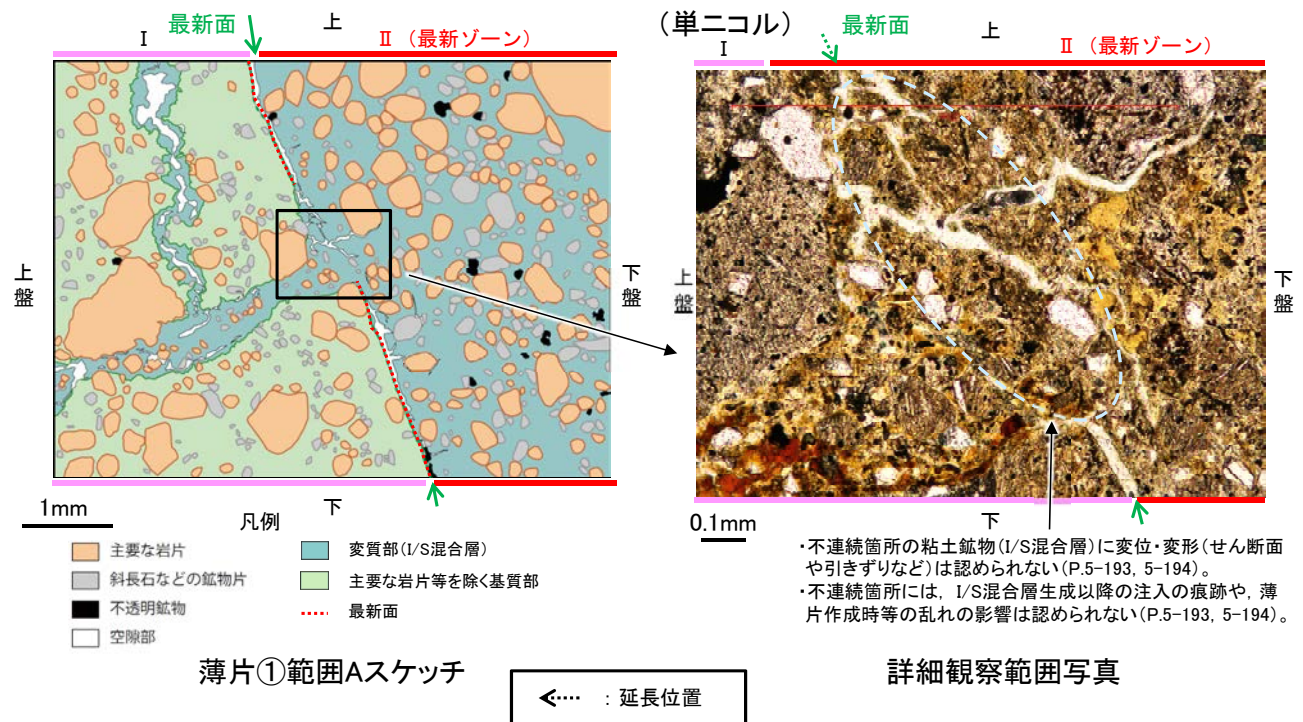 上
最新面
Ⅰ
Ⅱ （最新ゾーン）
上盤
下盤
下
1mm
凡例
主要な岩片
斜長石などの鉱物片
不透明鉱物
空隙部
変質部（I/S混合層）
主要な岩片等を除く基質部
最新面
薄片①範囲Aスケッチ
（単ニコル）
上
最新面
Ⅰ
Ⅱ （最新ゾーン）
上盤
下盤
下
0.1mm
・不連続箇所の粘土鉱物（I/S混合層）に変位・変形（せん断面
や引きずりなど）は認められない（P.5-193, 5-194）。
・不連続箇所には，I/S混合層生成以降の注入の痕跡や，薄
片作成時等の乱れの影響は認められない（P.5-193, 5-194）。
詳細観察範囲写真
：延長位置